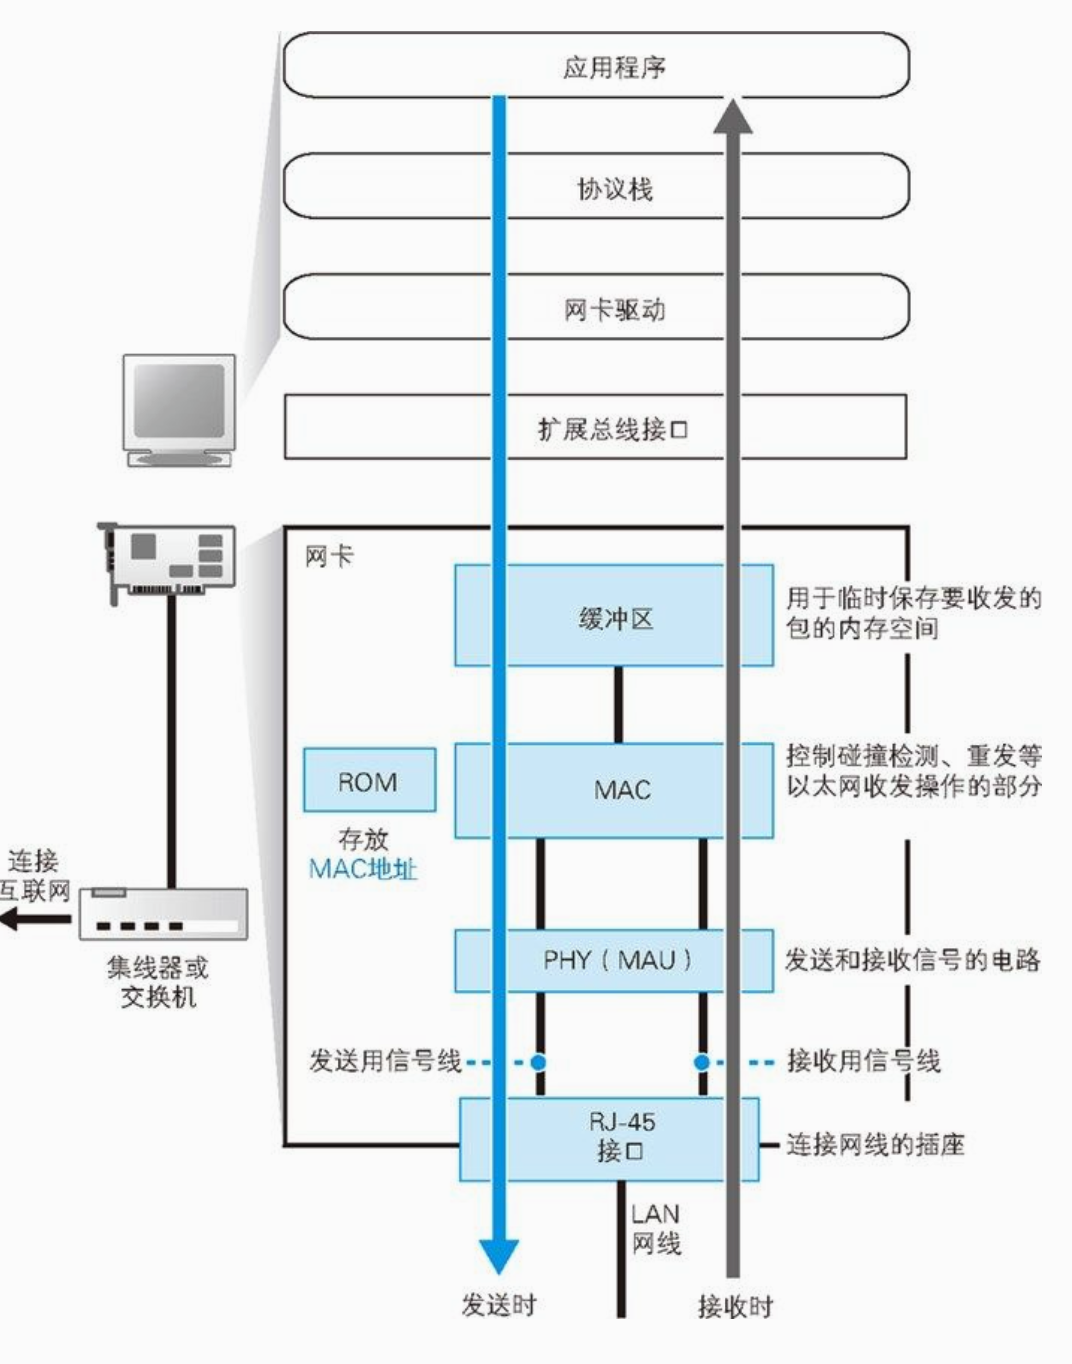 应用程序
协议栈
网卡驱动
扩展总线接口
网卡
缓冲区
用于临时保存要收发的
包的内存空间
ROM
存放
MAC地址
MAC
控制碰撞检测、重发等
以太网收发操作的部分
连接
互联网
集线器或
交换机
PHY（MAU）
发送和接收信号的电路
发送用信号线
接收用信号线
RJ-45
接口
连接网线的插座
LAN
网线
发送时
接收时